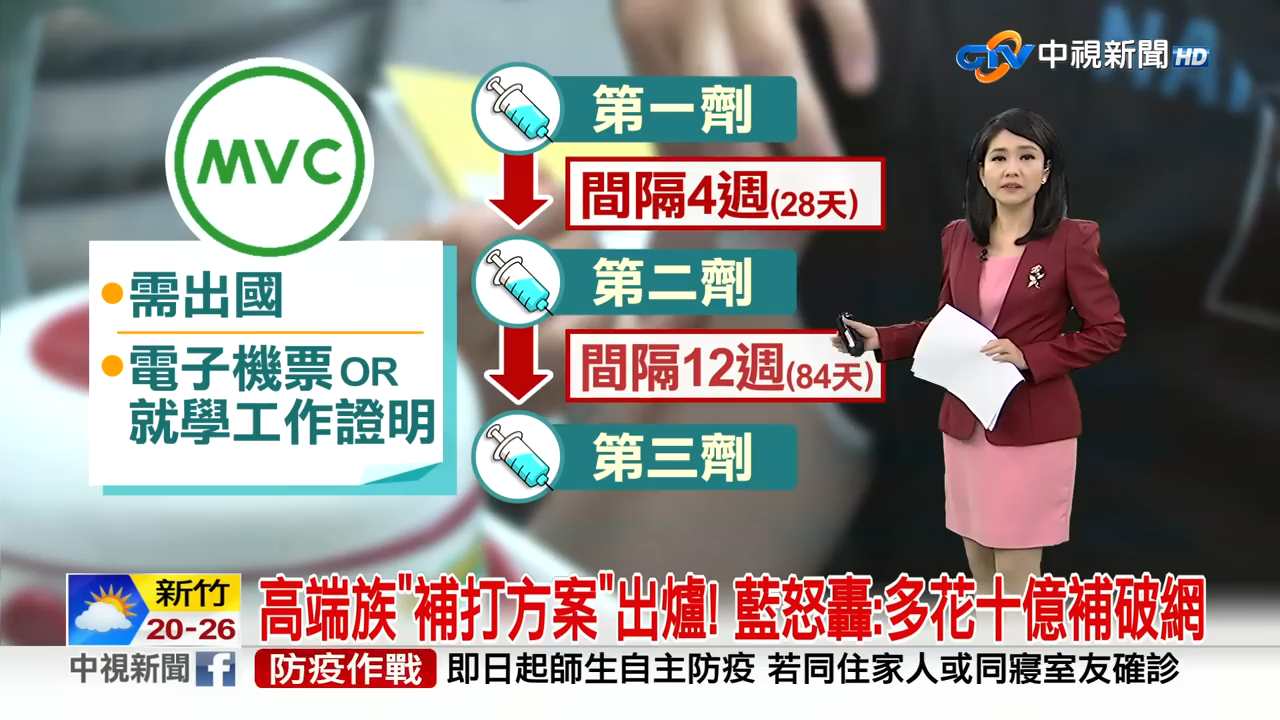 CTV中視新聞HD
NA
MVC
需出國
電子機票OR
就學工作證明
第一劑
間隔4週(28天)
第二劑
間隔12週(84天)
第三劑
新竹
20-26
高端族"補打方案"出爐! 藍怒轟:多花十億補破網
中視新聞 f
防疫作戰 即日起師生自主防疫 若同住家人或同寢室友確診